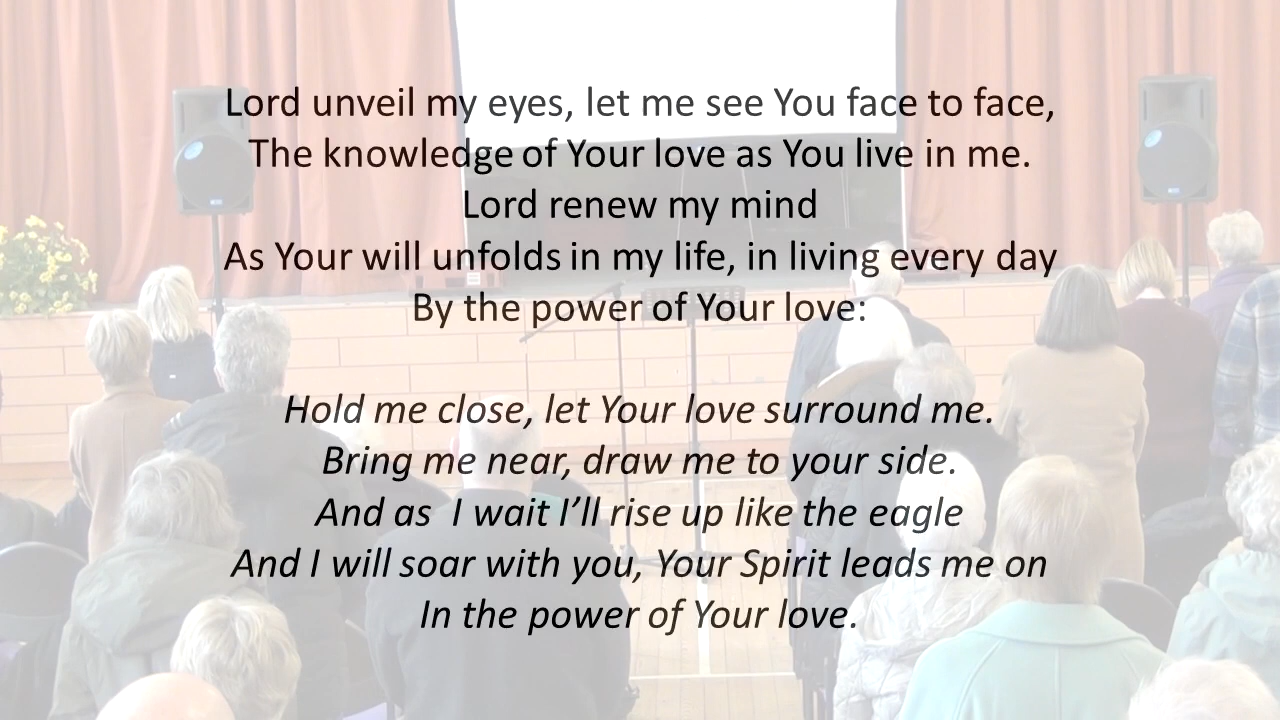 Lord unveil my eyes, let me see You face to face,
The knowledge of Your love as You live in me.
Lord renew my mind
As Your will unfolds in my life, in living every day
By the power of Your love:
Hold me close, let Your love surround me.
Bring me near, draw me to your side.
And as  I wait I’ll rise up like the eagle
And I will soar with you, Your Spirit leads me on
In the power of Your love.